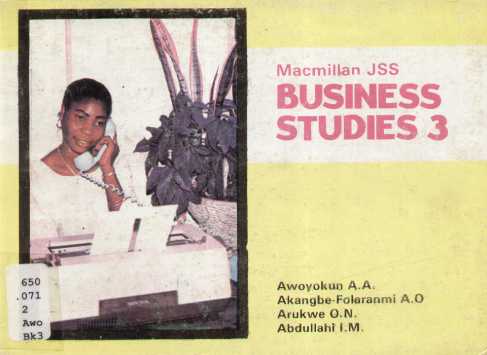 Macmillan JSS
BUSINESS
STUDIES 3
Awoyokun A.A.
Akangbe-Folaranmi A.O
Arukwe O.N.
Abdullahi I.M.
650
.071
2
Awo
Bk3